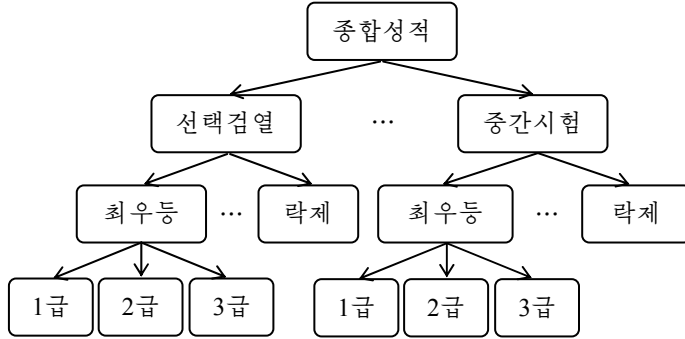 종합성적
선택검열 … 중간시험
최우등 … 락제 최우등 … 락제
1급 2급 3급 1급 2급 3급